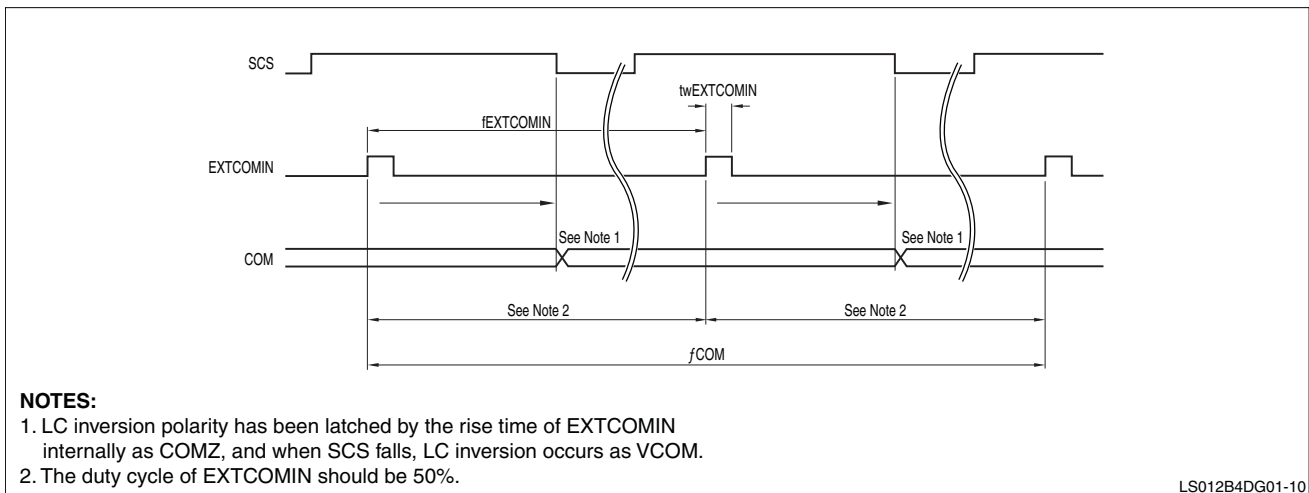 SCS
twEXTCOMIN
fEXTCOMIN
EXTCOMIN
See Note 1
See Note 1
COM
See Note 2
See Note 2
ƒCOM
NOTES:
1. LC inversion polarity has been latched by the rise time of EXTCOMIN
internally as COMZ, and when SCS falls, LC inversion occurs as VCOM.
2. The duty cycle of EXTCOMIN should be 50%.
LS012B4DG01-10